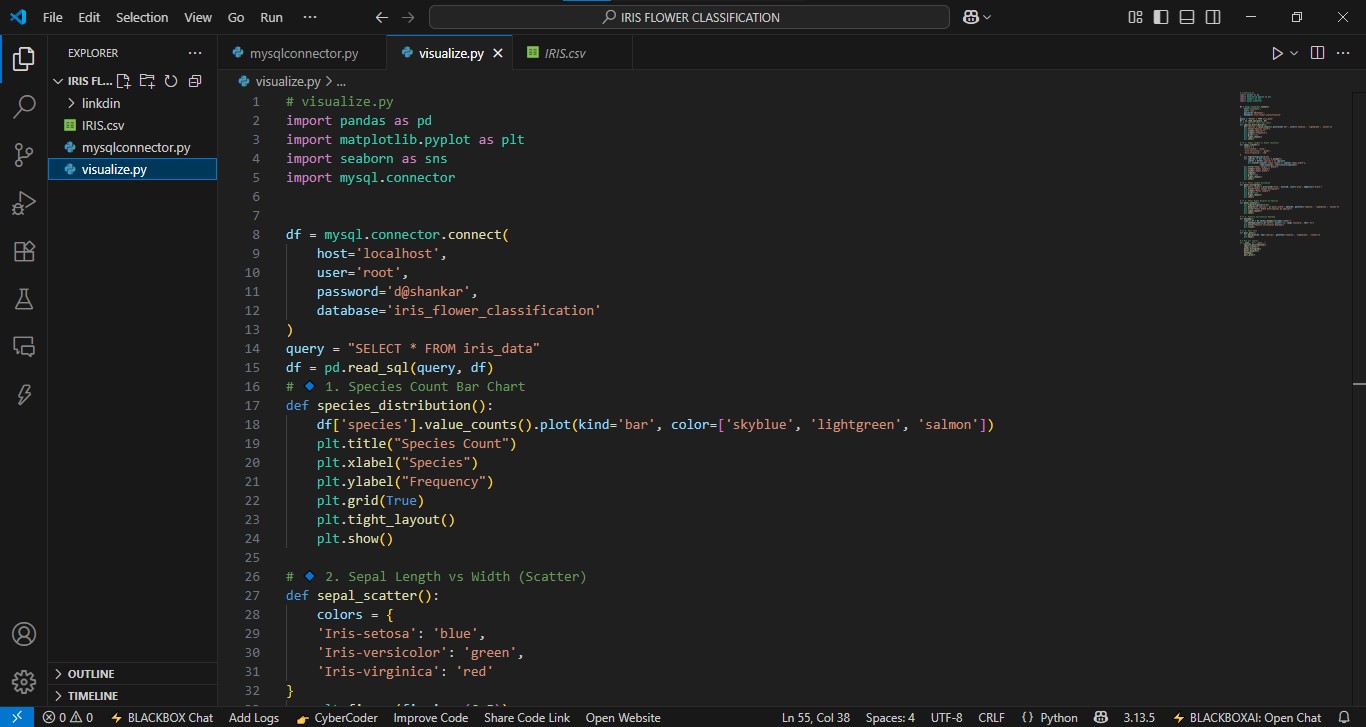 File Edit Selection View Go Run ··· IRIS FLOWER CLASSIFICATION
EXPLORER ···
IRIS FL...
linkdin
IRIS.csv
mysqlconnector.py
visualize.py
OUTLINE
TIMELINE
mysqlconnector.py visualize.py IRIS.csv
visualize.py > ...
1 # visualize.py
2 import pandas as pd
3 import matplotlib.pyplot as plt
4 import seaborn as sns
5 import mysql.connector
6
7
8 df = mysql.connector.connect(
9 host='localhost',
10 user='root',
11 password='d@shankar',
12 database='iris_flower_classification'
13 )
14 query = "SELECT * FROM iris_data"
15 df = pd.read_sql(query, df)
16 # 🔹 1. Species Count Bar Chart
17 def species_distribution():
18 df['species'].value_counts().plot(kind='bar', color=['skyblue', 'lightgreen', 'salmon'])
19 plt.title("Species Count")
20 plt.xlabel("Species")
21 plt.ylabel("Frequency")
22 plt.grid(True)
23 plt.tight_layout()
24 plt.show()
25
26 # 🔹 2. Sepal Length vs Width (Scatter)
27 def sepal_scatter():
28 colors = {
29 'Iris-setosa': 'blue',
30 'Iris-versicolor': 'green',
31 'Iris-virginica': 'red'
32 }
0 0 BLACKBOX Chat Add Logs CyberCoder Improve Code Share Code Link Open Website Ln 55, Col 38 Spaces: 4 UTF-8 CRLF {} Python 3.13.5 BLACKBOXAI: Open Chat